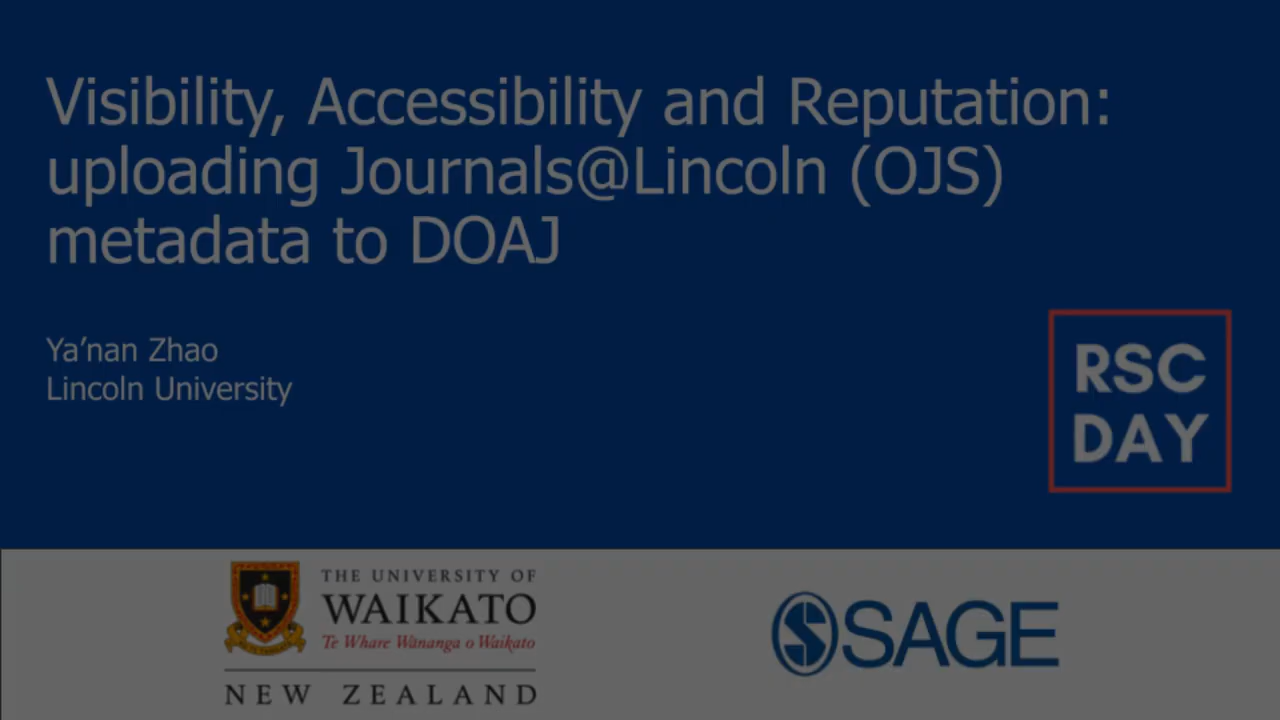 Visibility, Accessibility and Reputation:
uploading Journals@Lincoln (OJS)
metadata to DOAJ
Ya’nan Zhao
Lincoln University
RSC
DAY
THE UNIVERSITY OF
WAIKATO
Te Whare Wānanga o Waikato
NEW ZEALAND
SAGE